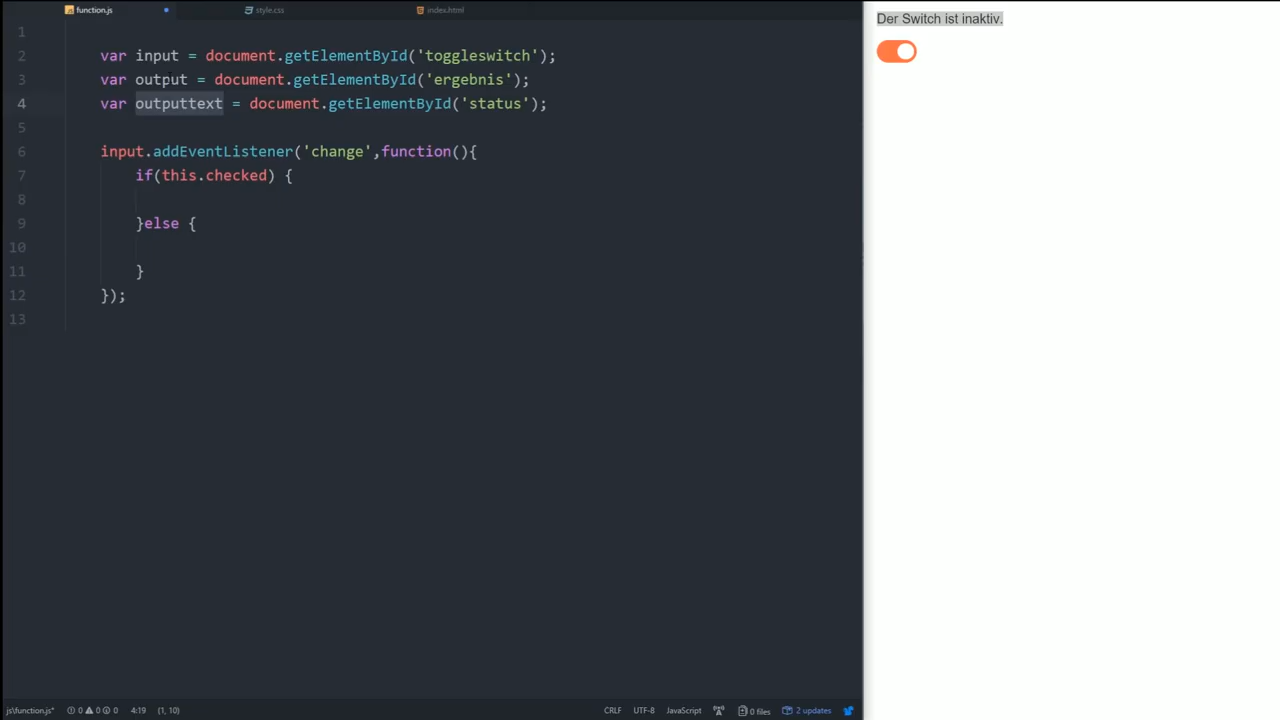 function.js
style.css
index.html
1
2 var input = document.getElementById('toggleswitch');
3 var output = document.getElementById('ergebnis');
4 var outputtext = document.getElementById('status');
5
6 input.addEventListener('change',function(){
7 if(this.checked) {
8
9 }else {
10
11 }
12 });
13
Der Switch ist inaktiv.
js\function.js* 0 0 0 4:19 (1, 10) CRLF UTF-8 JavaScript 0 files 2 updates